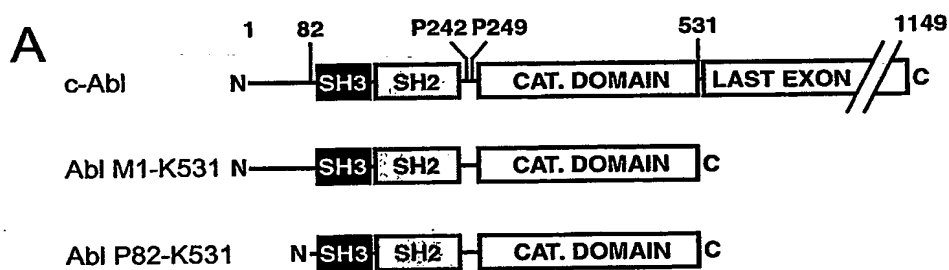 A
1 82 P242 P249 531 1149
c-Abl N SH3 SH2 CAT. DOMAIN LAST EXON C
Abl M1-K531 N SH3 SH2 CAT. DOMAIN C
Abl P82-K531 N SH3 SH2 CAT. DOMAIN C